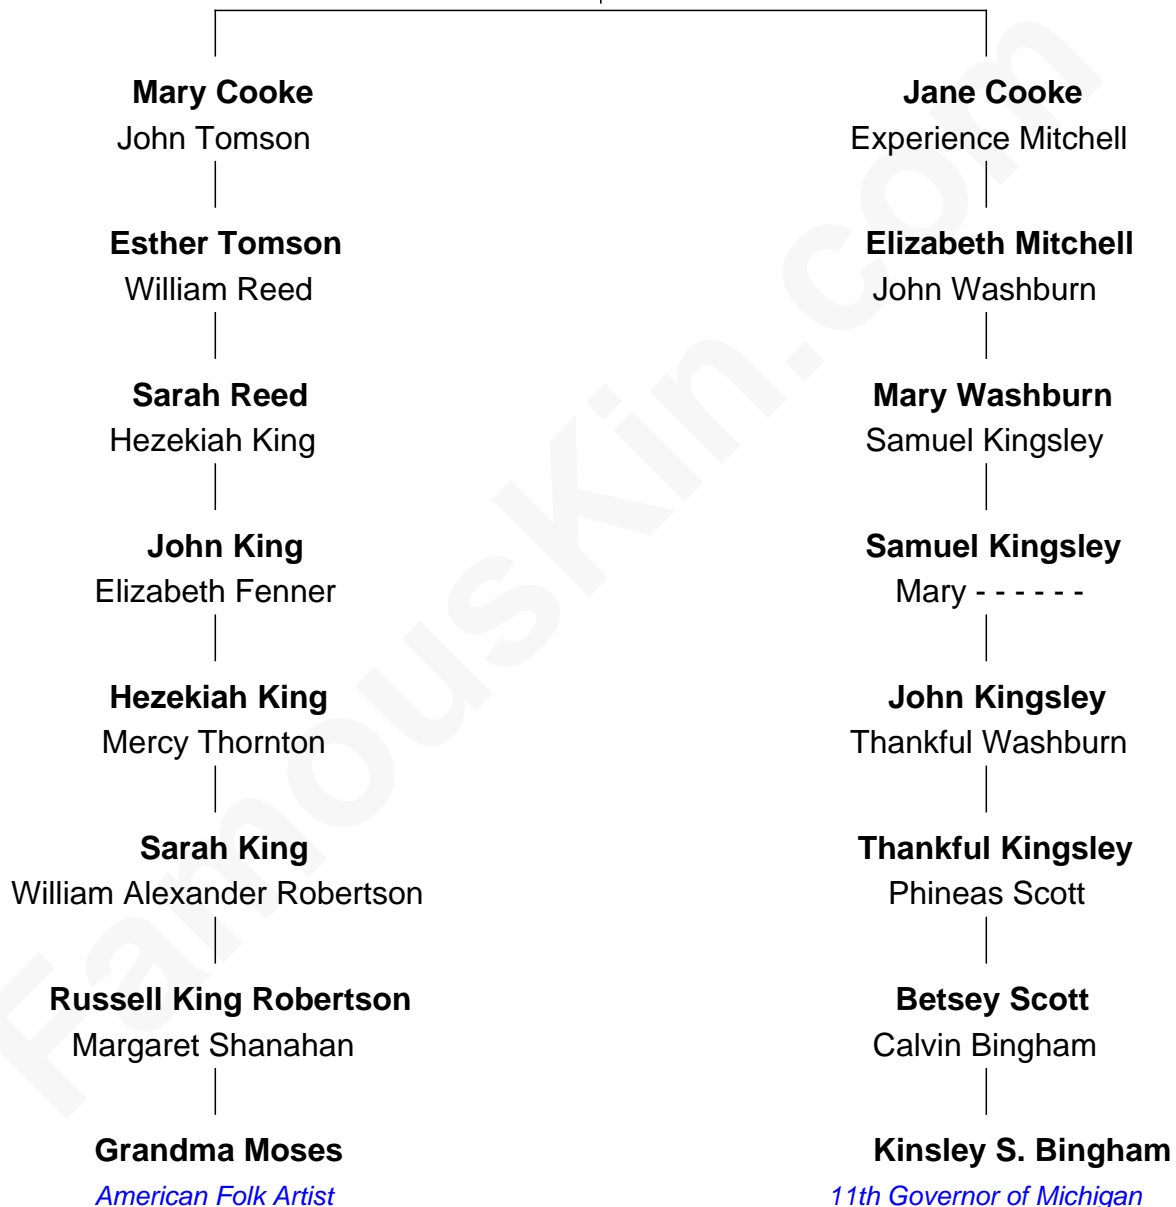 Mary Cooke
John Tomson
Esther Tomson
William Reed
Sarah Reed
Hezekiah King
John King
Elizabeth Fenner
Hezekiah King
Mercy Thornton
Sarah King
William Alexander Robertson
Russell King Robertson
Margaret Shanahan
Grandma Moses
American Folk Artist
Jane Cooke
Experience Mitchell
Elizabeth Mitchell
John Washburn
Mary Washburn
Samuel Kingsley
Samuel Kingsley
Mary - - - - - -
John Kingsley
Thankful Washburn
Thankful Kingsley
Phineas Scott
Betsey Scott
Calvin Bingham
Kinsley S. Bingham
11th Governor of Michigan
FamousKin.com